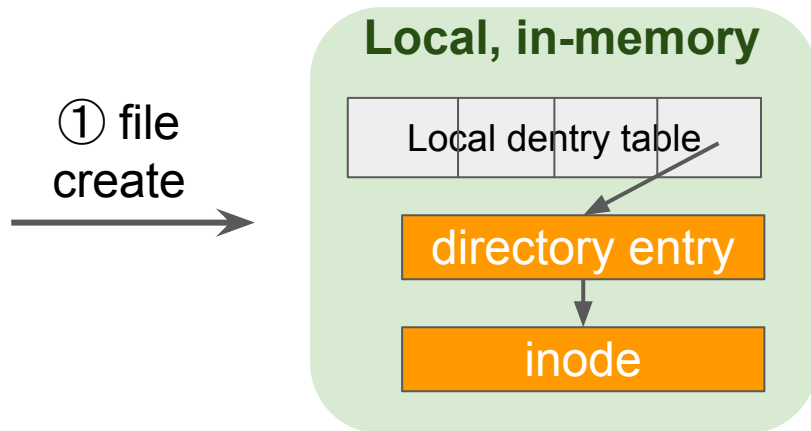 Local, in-memory
① file
create
Local dentry table
directory entry
inode